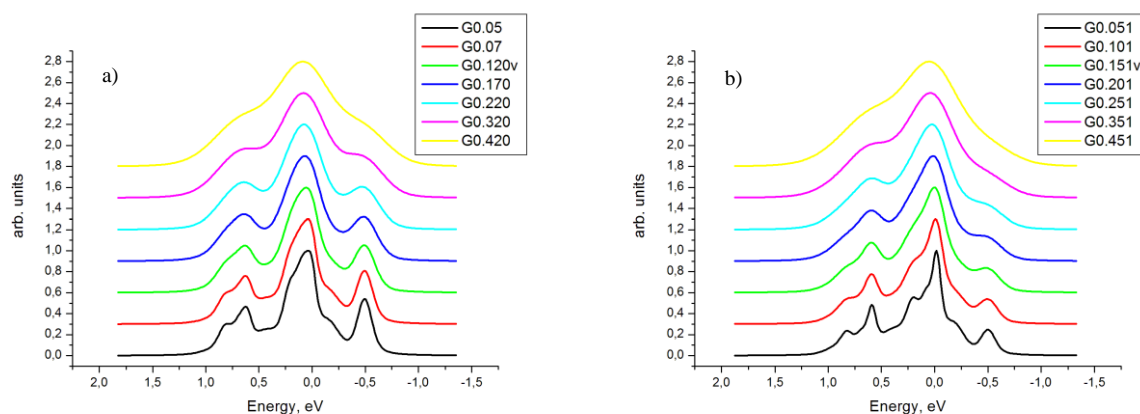 a)
G0.05
G0.07
G0.120v
G0.170
G0.220
G0.320
G0.420
2,8
2,6
2,4
2,2
2,0
1,8
1,6
1,4
1,2
1,0
0,8
0,6
0,4
0,2
0,0
arb. units
2,0 1,5 1,0 0,5 0,0 -0,5 -1,0 -1,5
Energy, eV
b)
G0.051
G0.101
G0.151v
G0.201
G0.251
G0.351
G0.451
2,8
2,6
2,4
2,2
2,0
1,8
1,6
1,4
1,2
1,0
0,8
0,6
0,4
0,2
0,0
arb. units
2,0 1,5 1,0 0,5 0,0 -0,5 -1,0 -1,5
Energy, eV